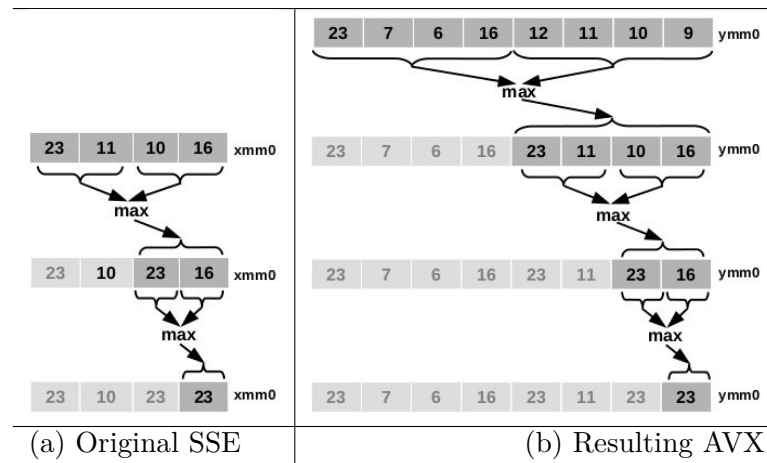 23 7 6 16 12 11 10 9 ymm0
max
23 11 10 16 xmm0
23 7 6 16 23 11 10 16 ymm0
max
max
23 10 23 16 xmm0
23 7 6 16 23 11 23 16 ymm0
max
max
23 10 23 23 xmm0
23 7 6 16 23 11 23 23 ymm0
(a) Original SSE
(b) Resulting AVX